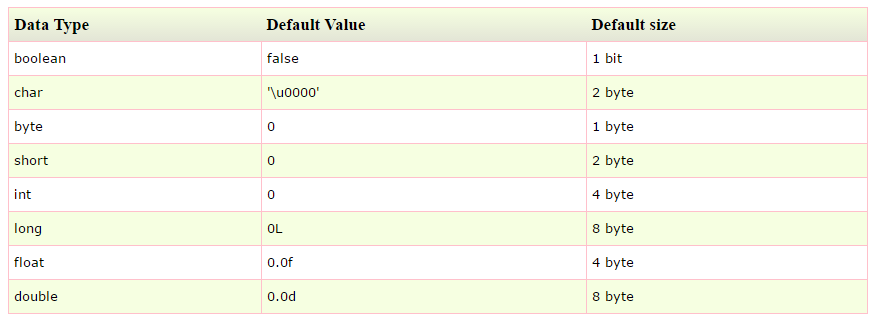 Data Type Default Value Default size
boolean false 1 bit
char '\u0000' 2 byte
byte 0 1 byte
short 0 2 byte
int 0 4 byte
long 0L 8 byte
float 0.0f 4 byte
double 0.0d 8 byte